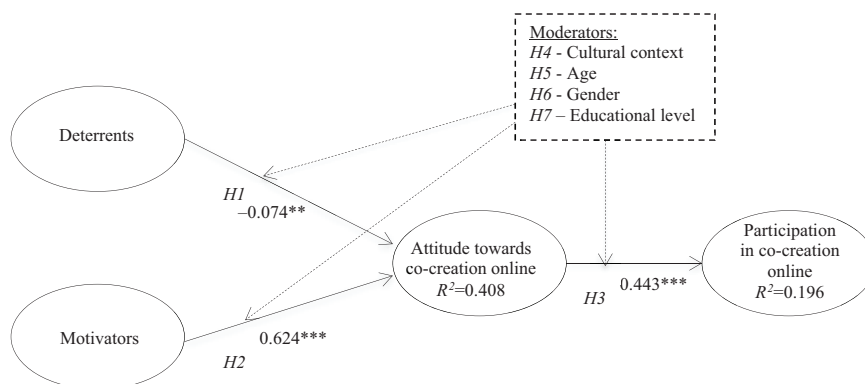 Moderators:
H4 - Cultural context
H5 - Age
H6 - Gender
H7 – Educational level
Deterrents
H1
−0.074**
Attitude towards
co-creation online
R²=0.408
H3
0.443***
Participation
in co-creation
online
R²=0.196
Motivators
0.624***
H2